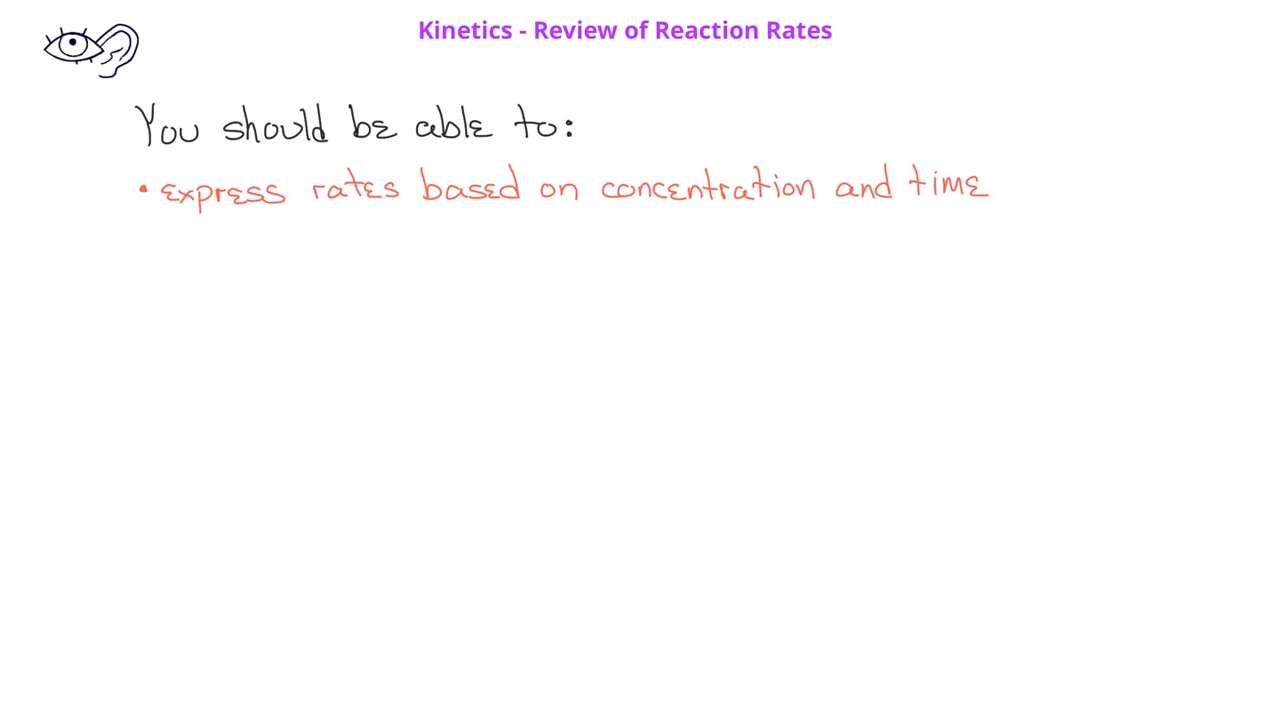 Kinetics - Review of Reaction Rates
You should be able to:
• express rates based on concentration and time